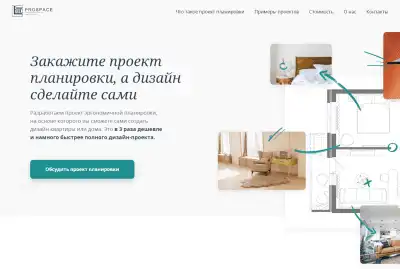 PROSPACE
Что такое проект планировки Примеры проектов Стоимость О нас Контакты
Закажите проект
планировки, а дизайн
сделайте сами
Разработаем проект эргономичной планировки,
на основе которого вы сможете сами создать
дизайн квартиры или дома. Это в 3 раза дешевле
и намного быстрее полного дизайн-проекта.
Обсудить проект планировки